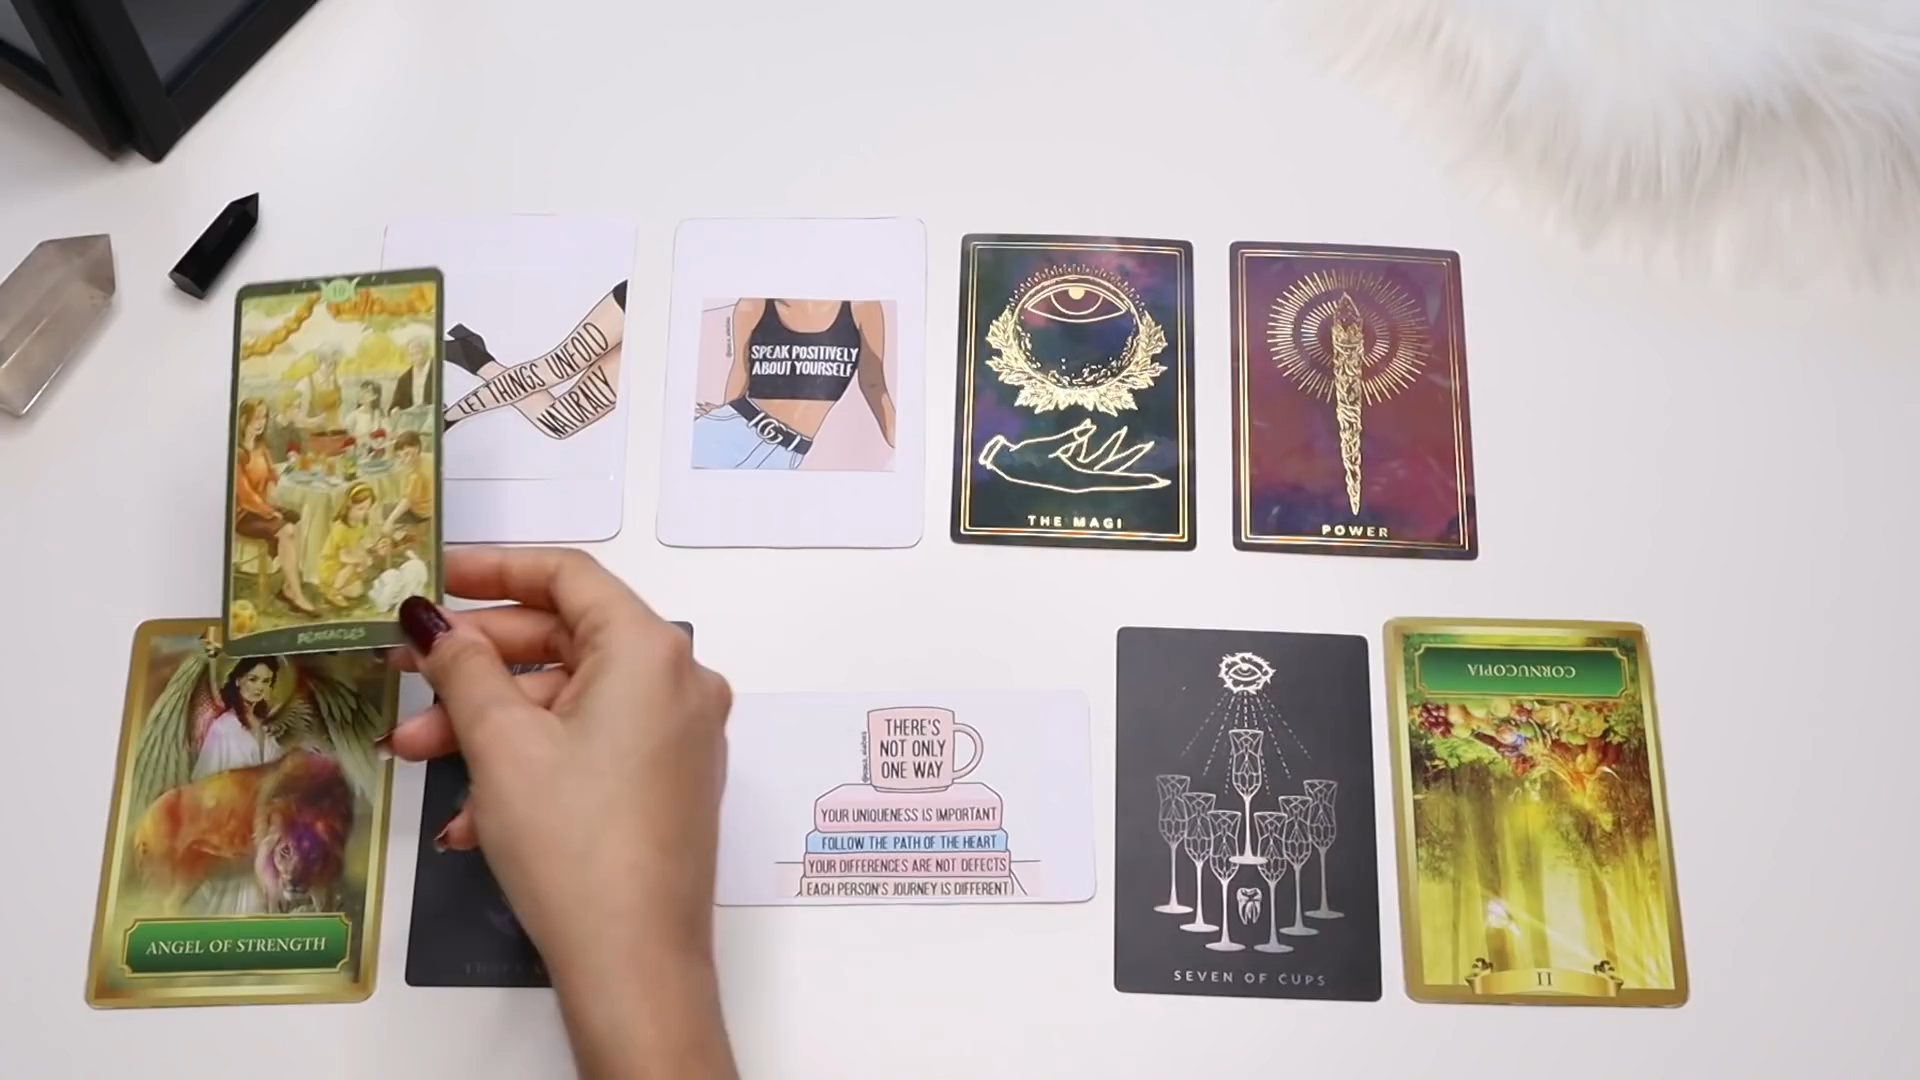 10
PENTACLES
LET THINGS UNFOLD
NATURALLY
SPEAK POSITIVELY
ABOUT YOURSELF
THE MAGI
POWER
ANGEL OF STRENGTH
THERE'S
NOT ONLY
ONE WAY
YOUR UNIQUENESS IS IMPORTANT
FOLLOW THE PATH OF THE HEART
YOUR DIFFERENCES ARE NOT DEFECTS
EACH PERSON'S JOURNEY IS DIFFERENT
SEVEN OF CUPS
CORNUCOPIA
II